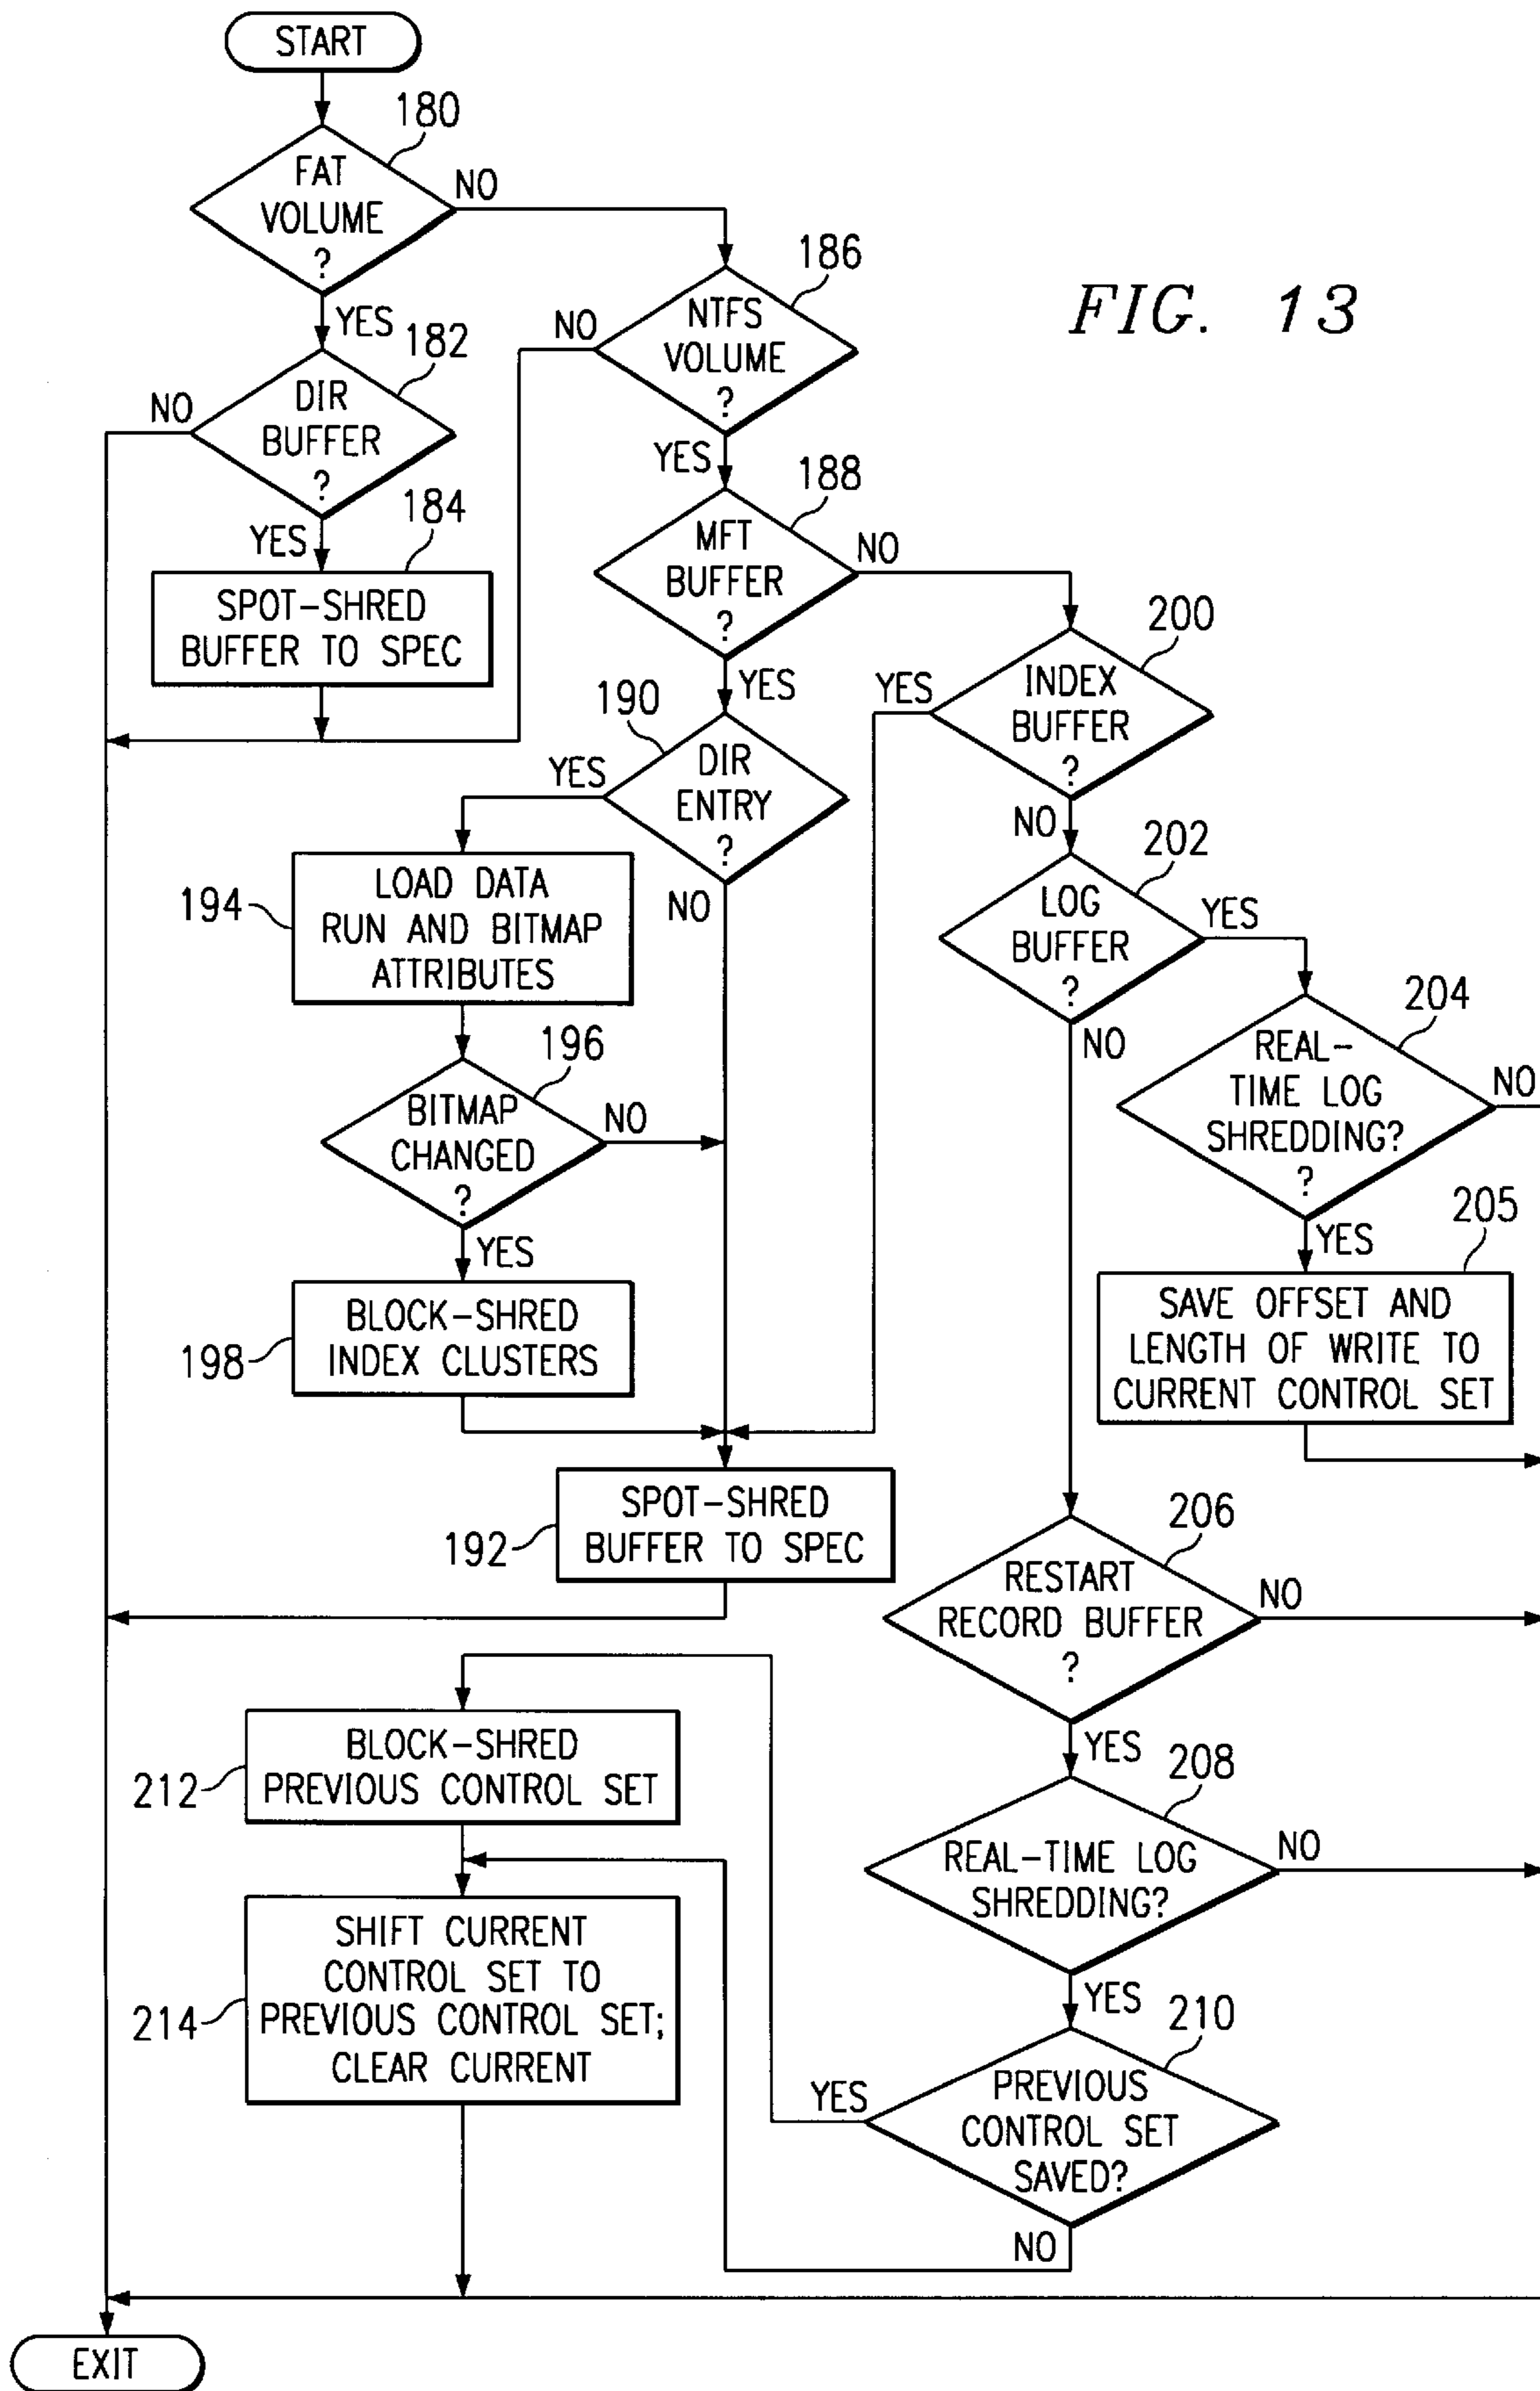 START
180
FAT
VOLUME
?
NO
YES
186
NTFS
VOLUME
?
NO
YES
FIG. 13
182
DIR
BUFFER
?
NO
YES
184
SPOT-SHRED
BUFFER TO SPEC
188
MFT
BUFFER
?
NO
YES
190
DIR
ENTRY
?
YES
NO
200
INDEX
BUFFER
?
YES
NO
194
LOAD DATA
RUN AND BITMAP
ATTRIBUTES
202
LOG
BUFFER
?
YES
NO
196
BITMAP
CHANGED
?
NO
YES
204
REAL-
TIME LOG
SHREDDING?
?
NO
YES
198
BLOCK-SHRED
INDEX CLUSTERS
205
SAVE OFFSET AND
LENGTH OF WRITE TO
CURRENT CONTROL SET
192
SPOT-SHRED
BUFFER TO SPEC
206
RESTART
RECORD BUFFER
?
NO
YES
212
BLOCK-SHRED
PREVIOUS CONTROL SET
208
REAL-TIME LOG
SHREDDING?
NO
YES
214
SHIFT CURRENT
CONTROL SET TO
PREVIOUS CONTROL SET;
CLEAR CURRENT
210
PREVIOUS
CONTROL SET
SAVED?
YES
NO
EXIT